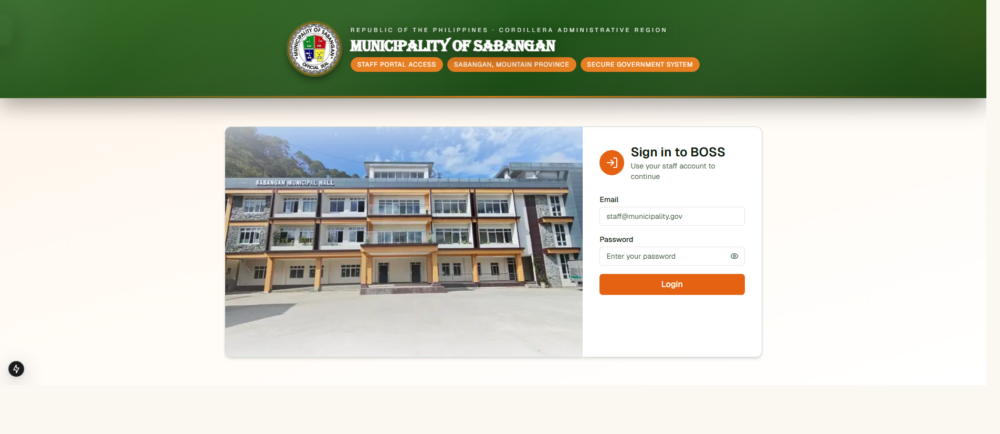 REPUBLIC OF THE PHILIPPINES · CORDILLERA ADMINISTRATIVE REGION
MUNICIPALITY OF SABANGAN
OFFICIAL SEAL
MUNICIPALITY OF SABANGAN
STAFF PORTAL ACCESS
SABANGAN, MOUNTAIN PROVINCE
SECURE GOVERNMENT SYSTEM
SABANGAN MUNICIPAL HALL
Sign in to BOSS
Use your staff account to
continue
Email
staff@municipality.gov
Password
Enter your password
Login